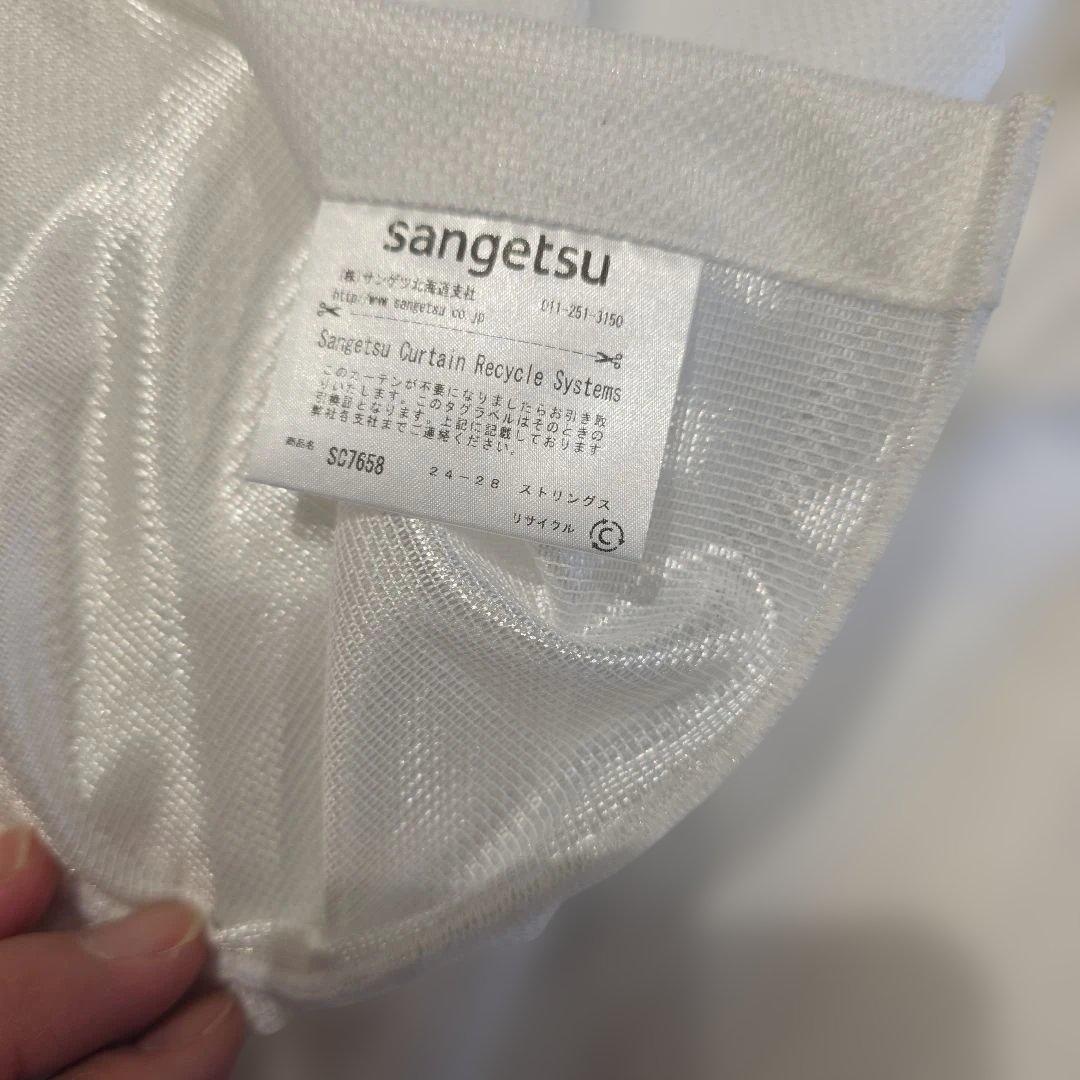 sangetsu
(株)サンゲツ北海道支社 011-251-3150
http://www.sangetsu.co.jp
Sangetsu Curtain Recycle Systems
このカーテンが不要になりましたらお引き取
りいたします。このタグラベルはそのときの
引換証となります。上記に記載しております
弊社各支社までご連絡ください。
商品名 SC7658 24-28 ストリングス
リサイクル C